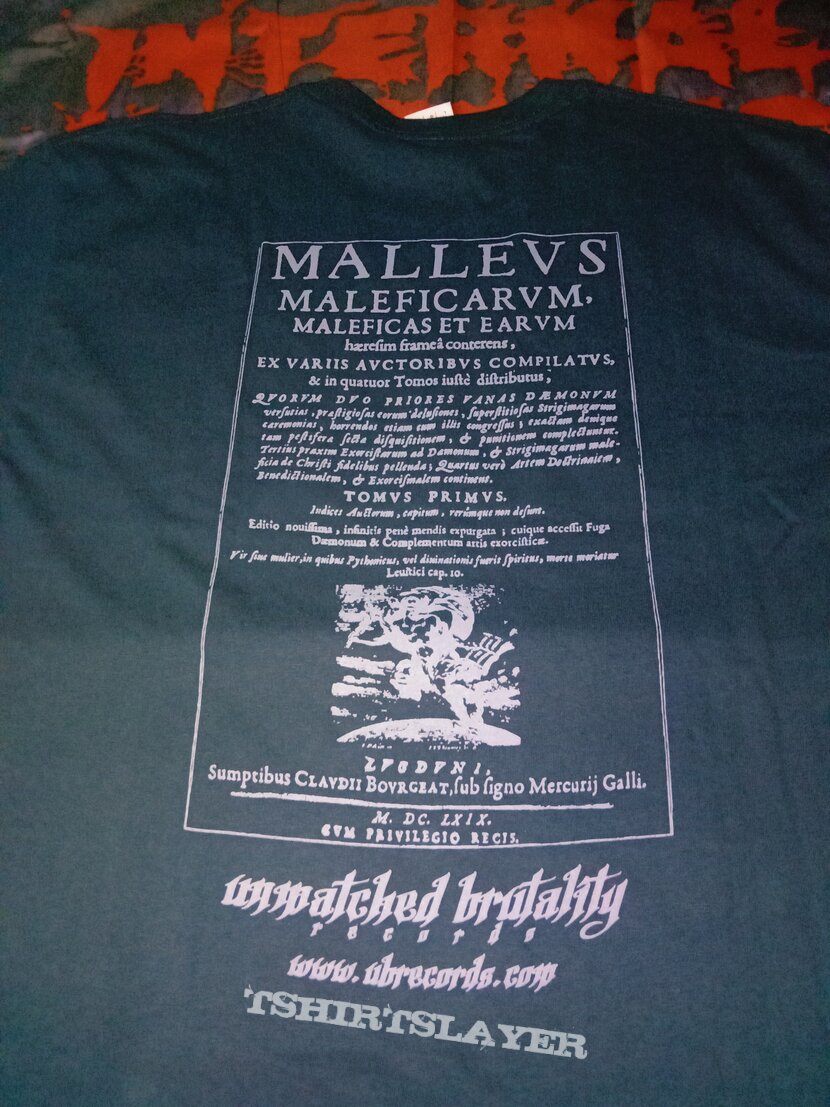 INTERNAL
MALLEVS
MALEFICARVM,
MALEFICAS ET EARVM
hæreſim frameâ conterens,
EX VARIIS AVCTORIBVS COMPILATVS,
& in quatuor Tomos iuſtè diſtributus,
QVORVM DVO PRIORES VANAS DÆMONVM
verſutias, præſtigioſas eorum deluſiones, ſuperſtitioſas Strigimagarum
cæremonias, horrendos etiam cum illis congreſſus; exactam denique
tam peſtiferæ ſectæ diſquiſitionem, & punitionem complectuntur.
Tertius praxim Exorciſtarum ad Dæmonum, & Strigimagarum male-
ficia de Chriſti fidelibus pellenda; Quartus verò Artem Doctrinalem,
Benedictionalem, & Exorciſmalem continent.
TOMVS PRIMVS.
Indices Auctorum, capitum, rerúmque non deſunt.
Editio nouiſſima, infinitis penè mendis expurgata; cuique acceſſit Fuga
Dæmonum & Complementum artis exorciſticæ.
Vir ſiue mulier, in quibus Pythonicus, vel diuinationis fuerit ſpiritus, morte moriatur
Leuitici cap. 10.
LVGDVNI,
Sumptibus CLAVDII BOVRGEAT, ſub ſigno Mercurij Galli.
M. DC. LXIX.
CVM PRIVILEGIO REGIS.
unmatched brutality
records
www.ubrecords.com
TSHIRTSLAYER